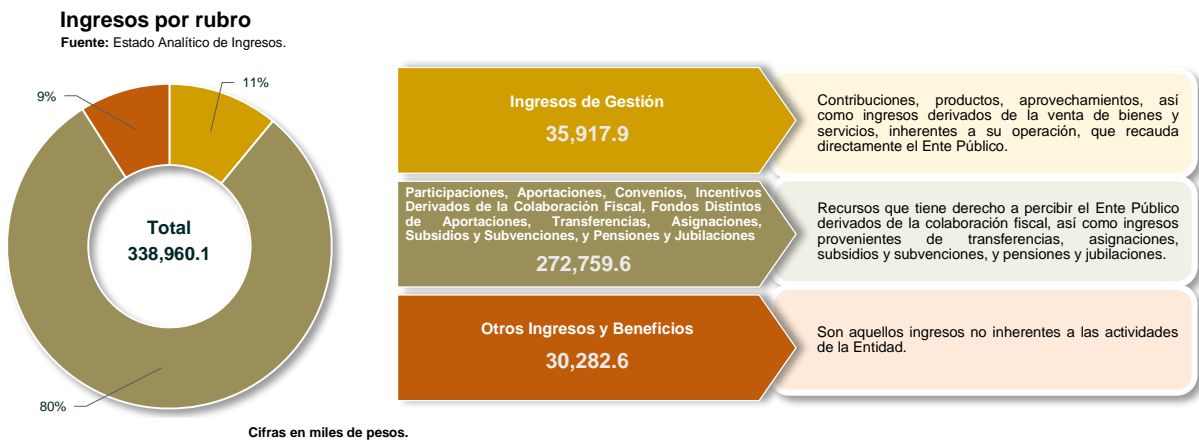 Ingresos por rubro
Fuente: Estado Analítico de Ingresos.
11%
9%
80%
Total
338,960.1
Ingresos de Gestión
35,917.9
Contribuciones, productos, aprovechamientos, así
como ingresos derivados de la venta de bienes y
servicios, inherentes a su operación, que recauda
directamente el Ente Público.
Participaciones, Aportaciones, Convenios, Incentivos
Derivados de la Colaboración Fiscal, Fondos Distintos
de Aportaciones, Transferencias, Asignaciones,
Subsidios y Subvenciones, y Pensiones y Jubilaciones
272,759.6
Recursos que tiene derecho a percibir el Ente Público
derivados de la colaboración fiscal, así como ingresos
provenientes de transferencias, asignaciones,
subsidios y subvenciones, y pensiones y jubilaciones.
Otros Ingresos y Beneficios
30,282.6
Son aquellos ingresos no inherentes a las actividades
de la Entidad.
Cifras en miles de pesos.